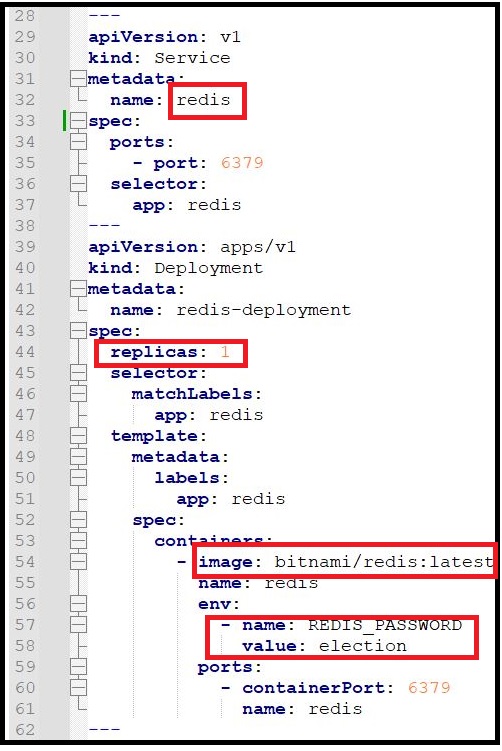 28 ---
29 apiVersion: v1
30 kind: Service
31 metadata:
32 name: redis
33 spec:
34 ports:
35 - port: 6379
36 selector:
37 app: redis
38 ---
39 apiVersion: apps/v1
40 kind: Deployment
41 metadata:
42 name: redis-deployment
43 spec:
44 replicas: 1
45 selector:
46 matchLabels:
47 app: redis
48 template:
49 metadata:
50 labels:
51 app: redis
52 spec:
53 containers:
54 - image: bitnami/redis:latest
55 name: redis
56 env:
57 - name: REDIS_PASSWORD
58 value: election
59 ports:
60 - containerPort: 6379
61 name: redis
62 ---